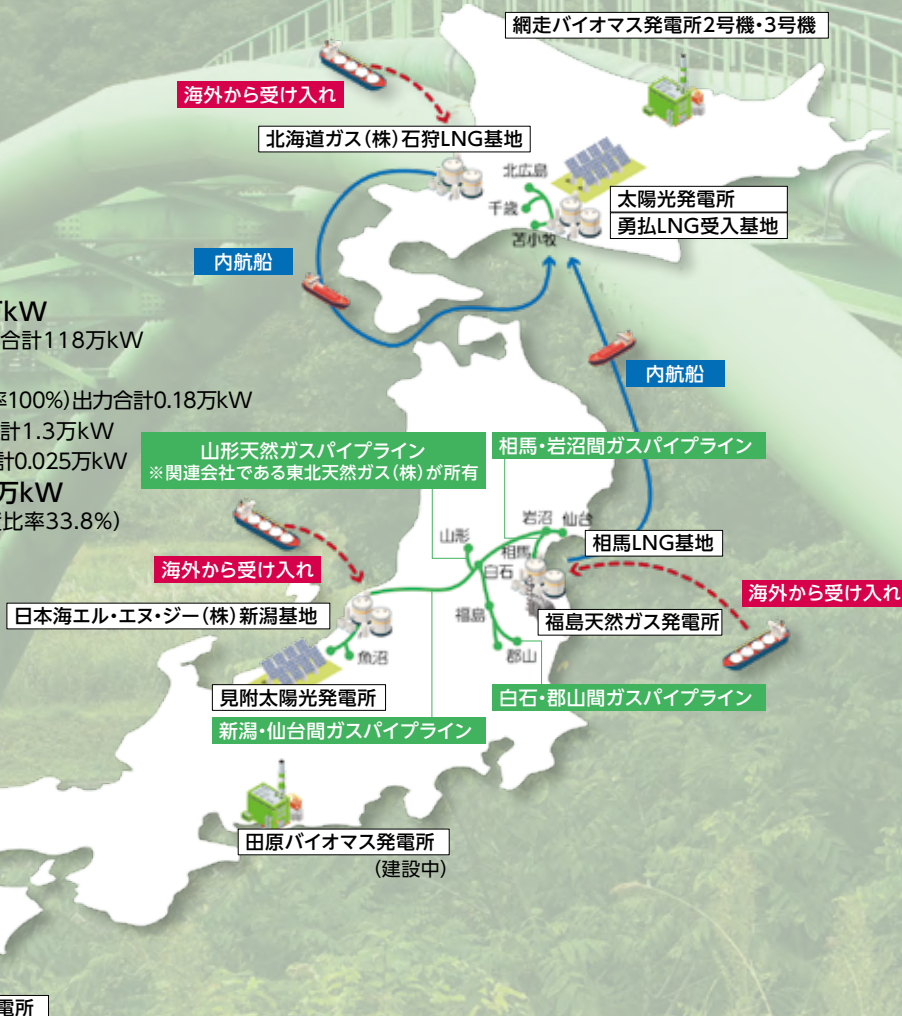 網走バイオマス発電所2号機・3号機
海外から受け入れ
北海道ガス(株)石狩LNG基地
北広島
千歳
苫小牧
太陽光発電所
勇払LNG受入基地
内航船
kW
合計118万kW
率100%)出力合計0.18万kW
計1.3万kW
計0.025万kW
万kW
比率33.8%)
内航船
山形天然ガスパイプライン
※関連会社である東北天然ガス(株)が所有
相馬・岩沼間ガスパイプライン
岩沼
仙台
山形
相馬
白石
相馬LNG基地
海外から受け入れ
海外から受け入れ
日本海エル・エヌ・ジー(株)新潟基地
福島
福島天然ガス発電所
魚沼
郡山
見附太陽光発電所
白石・郡山間ガスパイプライン
新潟・仙台間ガスパイプライン
田原バイオマス発電所
(建設中)
電所